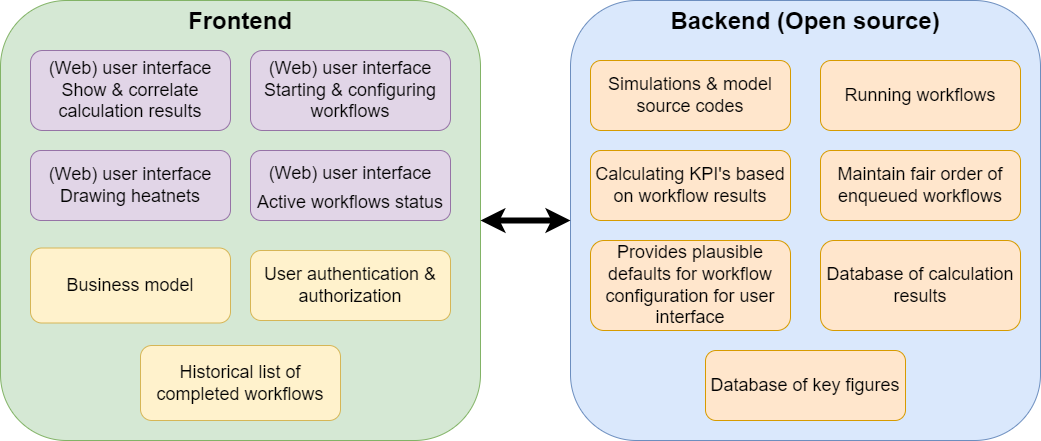 Frontend
(Web) user interface
Show & correlate
calculation results
(Web) user interface
Starting & configuring
workflows
(Web) user interface
Drawing heatnets
(Web) user interface
Active workflows status
Business model
User authentication &
authorization
Historical list of
completed workflows
Backend (Open source)
Simulations & model
source codes
Running workflows
Calculating KPI's based
on workflow results
Maintain fair order of
enqueued workflows
Provides plausible
defaults for workflow
configuration for user
interface
Database of calculation
results
Database of key figures